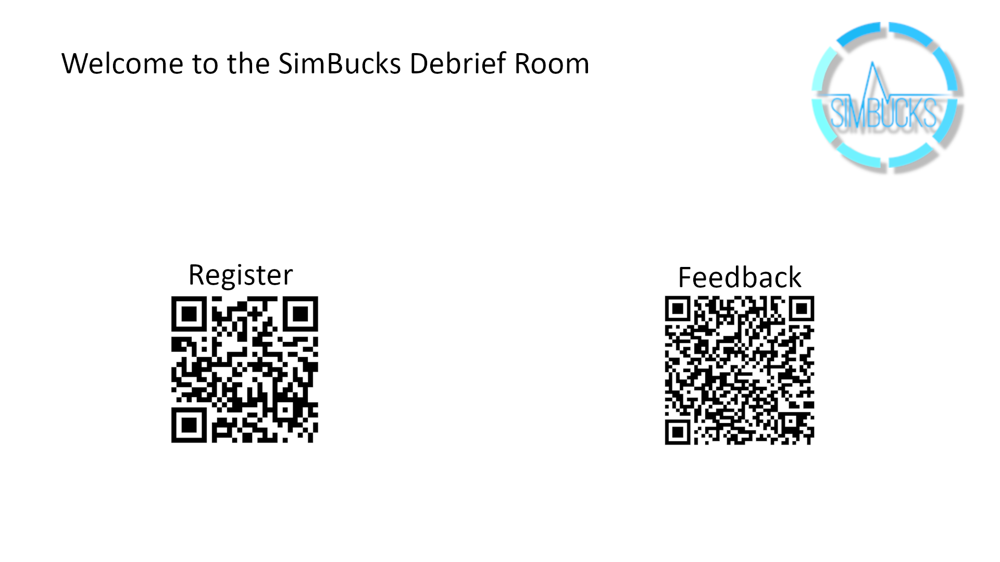 Welcome to the SimBucks Debrief Room
SIMBUCKS
Register
Feedback